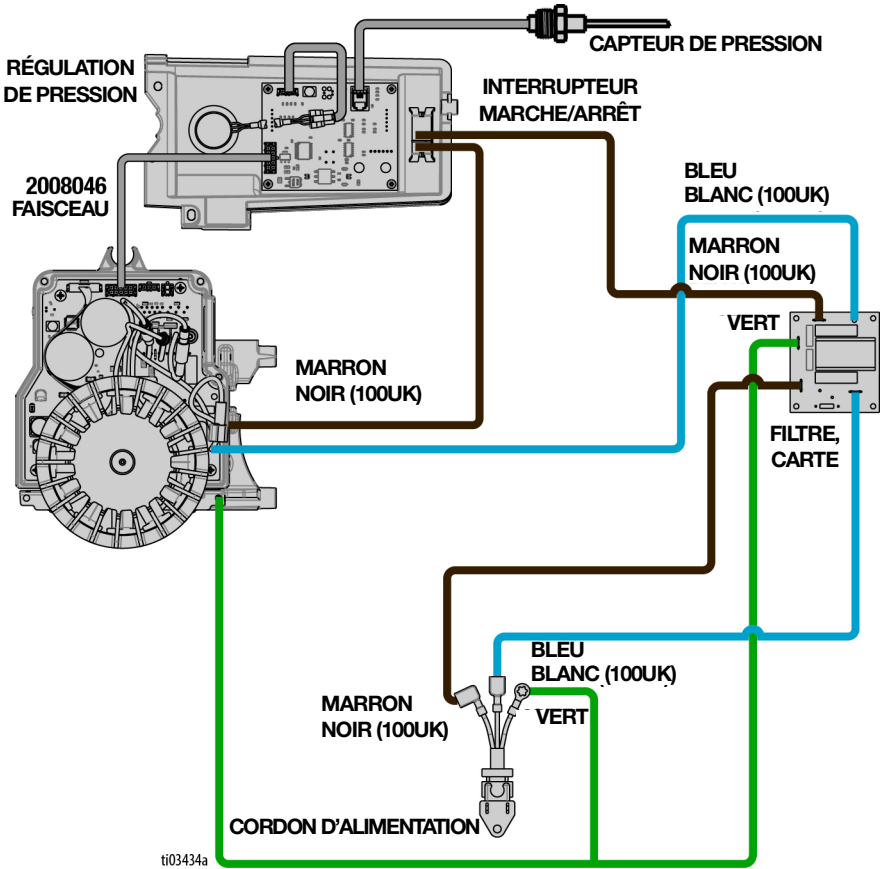 CAPTEUR DE PRESSION
RÉGULATION
DE PRESSION
INTERRUPTEUR
MARCHE/ARRÊT
2008046
FAISCEAU
BLEU
BLANC (100UK)
MARRON
NOIR (100UK)
VERT
MARRON
NOIR (100UK)
FILTRE,
CARTE
BLEU
BLANC (100UK)
MARRON
NOIR (100UK)
VERT
CORDON D'ALIMENTATION
ti03434a